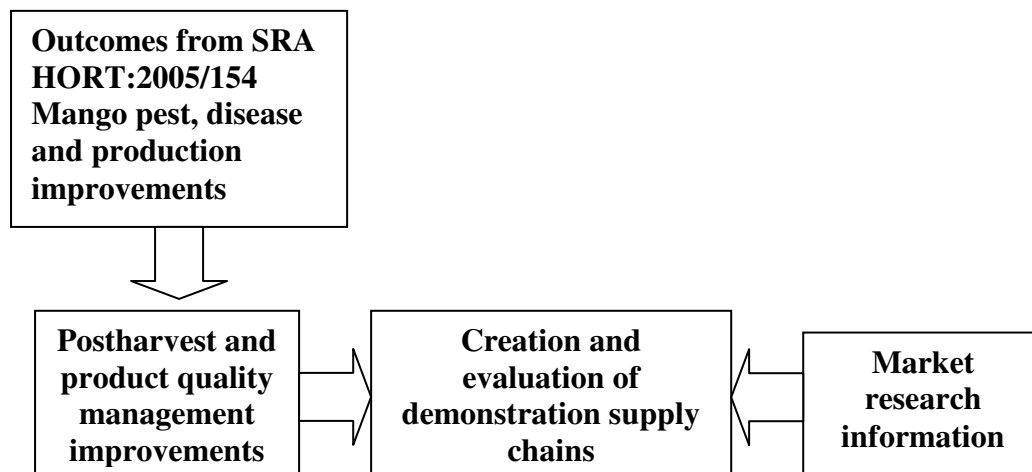 Outcomes from SRA
HORT:2005/154
Mango pest, disease
and production
improvements
Postharvest and
product quality
management
improvements
Creation and
evaluation of
demonstration supply
chains
Market
research
information